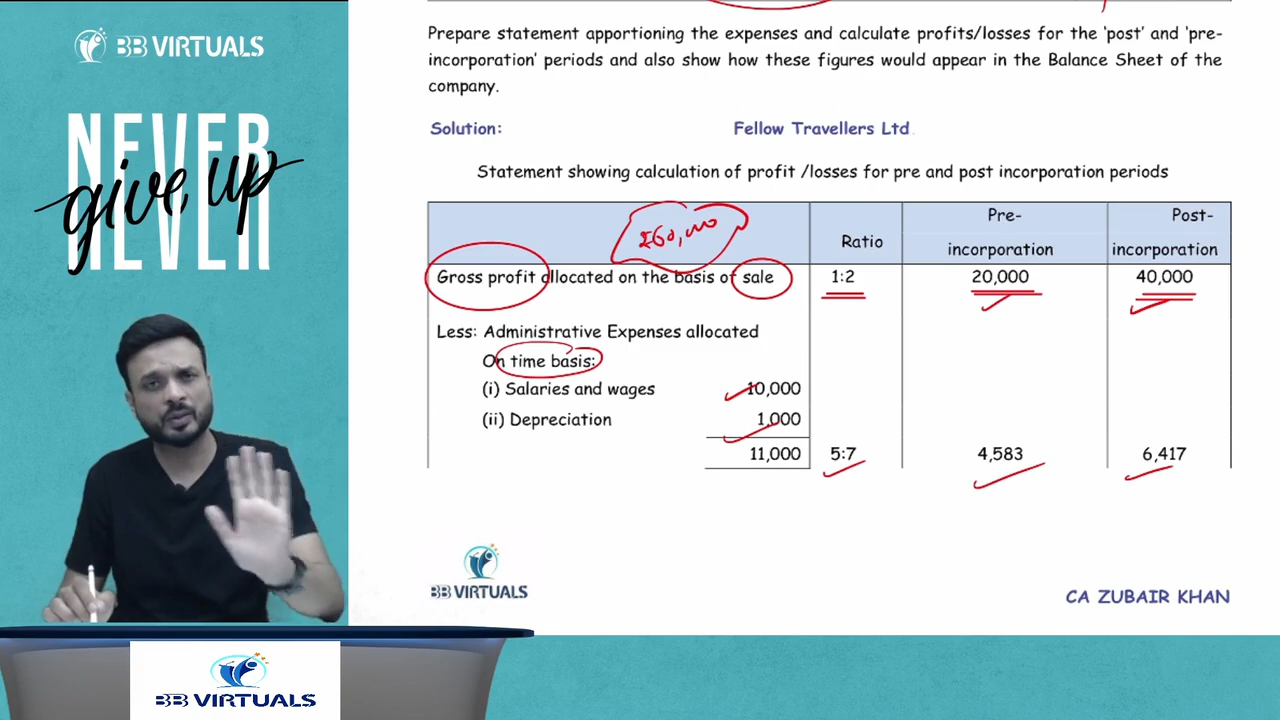 BB VIRTUALS
NEVER
give up
NEVER
Prepare statement apportioning the expenses and calculate profits/losses for the 'post' and 'pre-
incorporation' periods and also show how these figures would appear in the Balance Sheet of the
company.
Solution:
Fellow Travellers Ltd.
Statement showing calculation of profit /losses for pre and post incorporation periods
Ratio
Pre-
incorporation
Post-
incorporation
Gross profit allocated on the basis of sale 1:2 20,000 40,000
Less: Administrative Expenses allocated
On time basis:
(i) Salaries and wages 10,000
(ii) Depreciation 1,000
11,000 5:7 4,583 6,417
BB VIRTUALS
CA ZUBAIR KHAN
BB VIRTUALS